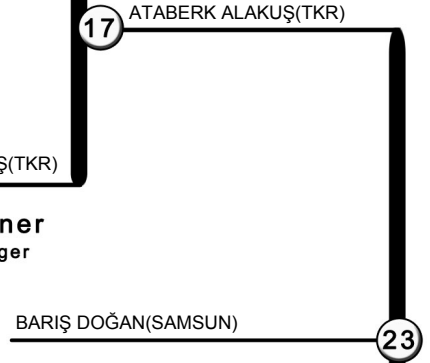 ATABERK ALAKUŞ(TKR)
17
Ş(TKR)
ner
ger
BARIŞ DOĞAN(SAMSUN)
23